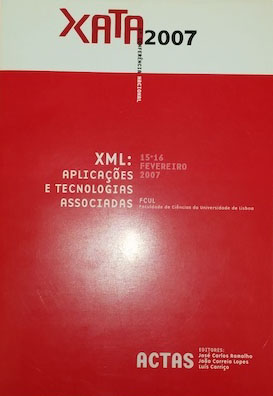 XATA2007
CONFERÊNCIA NACIONAL
XML:
APLICAÇÕES
E TECNOLOGIAS
ASSOCIADAS
15•16
FEVEREIRO
2007
FCUL
Faculdade de Ciências da Universidade de Lisboa
ACTAS
EDITORES:
José Carlos Ramalho
João Correia Lopes
Luís Carriço